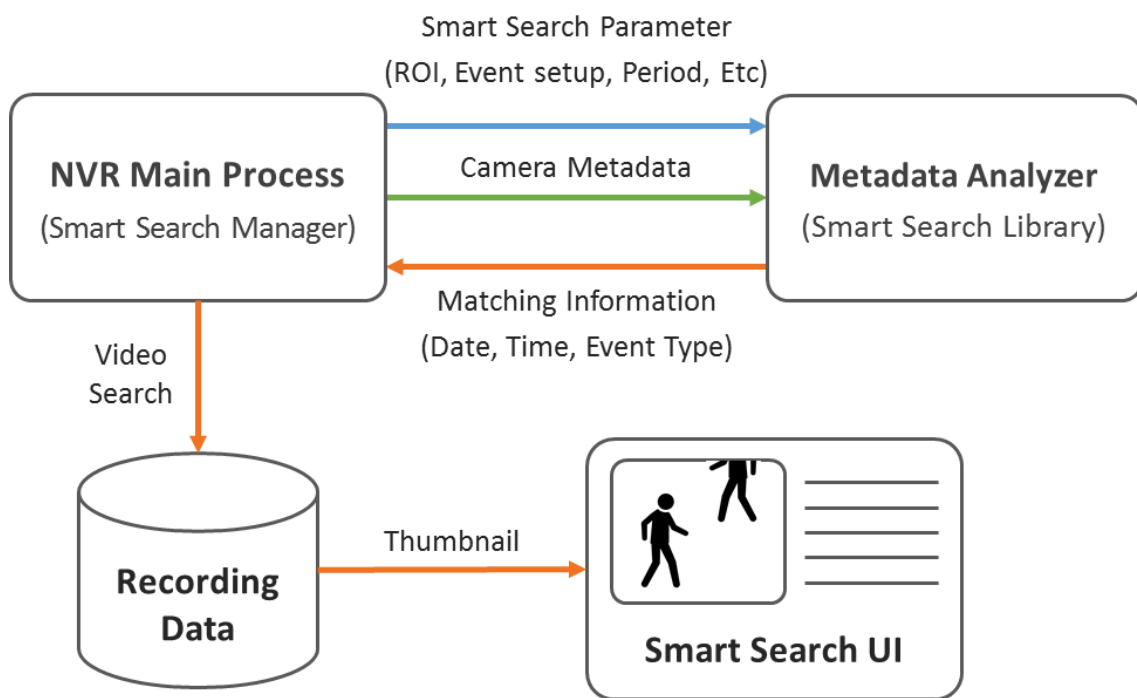 Smart Search Parameter
(ROI, Event setup, Period, Etc)
NVR Main Process
(Smart Search Manager)
Camera Metadata
Metadata Analyzer
(Smart Search Library)
Matching Information
(Date, Time, Event Type)
Video
Search
Recording
Data
Thumbnail
Smart Search UI